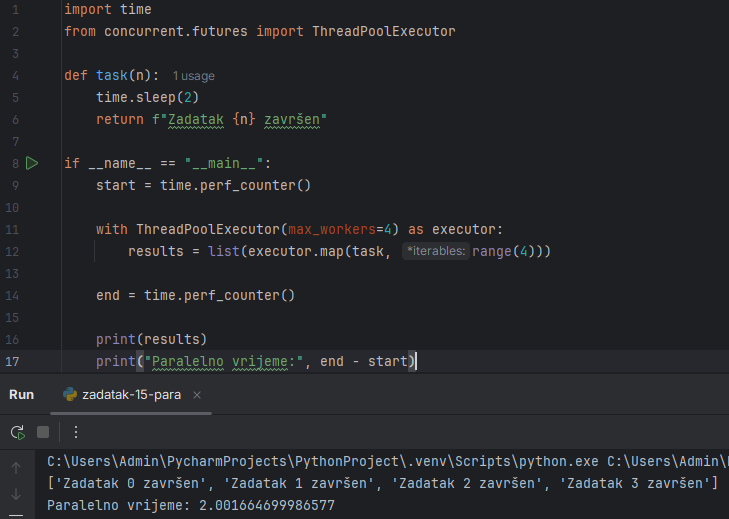 1 import time
2 from concurrent.futures import ThreadPoolExecutor
3
4 def task(n): 1 usage
5     time.sleep(2)
6     return f"Zadatak {n} završen"
7
8 if __name__ == "__main__":
9     start = time.perf_counter()
10
11     with ThreadPoolExecutor(max_workers=4) as executor:
12         results = list(executor.map(task, *iterables: range(4)))
13
14     end = time.perf_counter()
15
16     print(results)
17     print("Paralelno vrijeme:", end - start)
Run zadatak-15-para ×
C:\Users\Admin\PycharmProjects\PythonProject\.venv\Scripts\python.exe C:\Users\Admin\
['Zadatak 0 završen', 'Zadatak 1 završen', 'Zadatak 2 završen', 'Zadatak 3 završen']
Paralelno vrijeme: 2.001664699986577